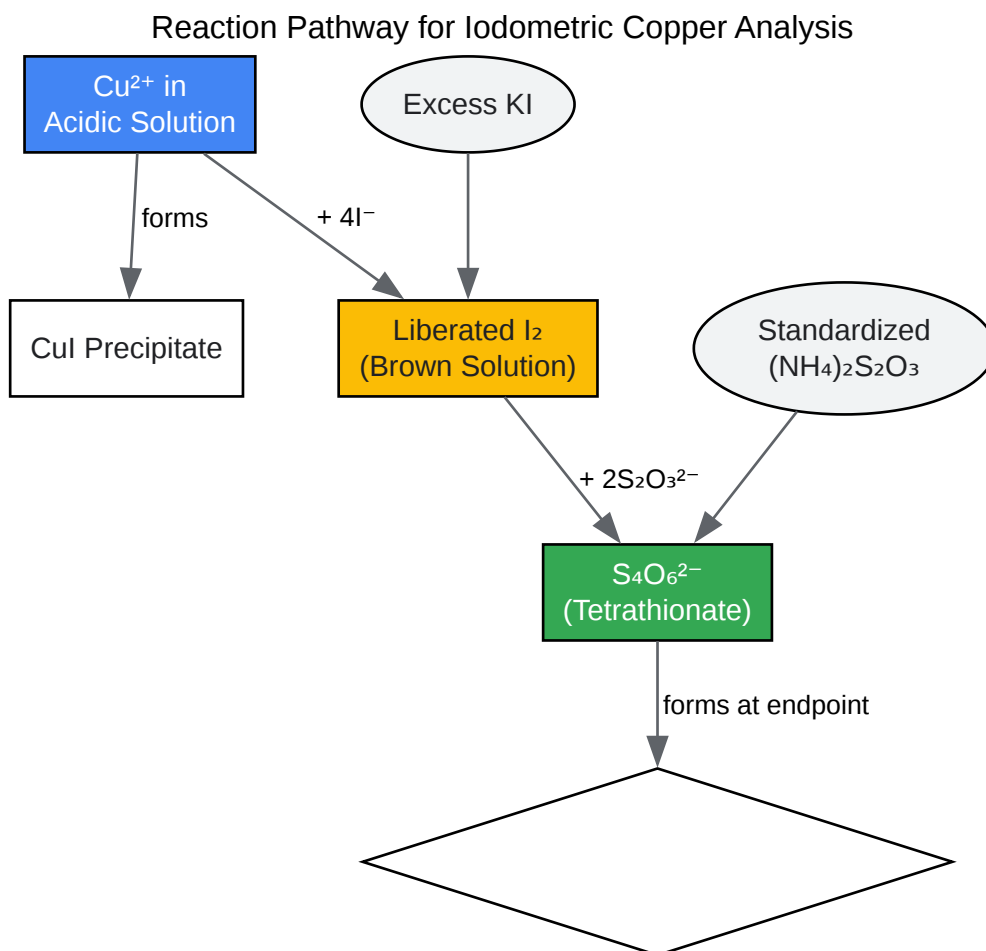 Reaction Pathway for Iodometric Copper Analysis
Cu²⁺ in
Acidic Solution
Excess KI
forms
+ 4I⁻
CuI Precipitate
Liberated I₂
(Brown Solution)
Standardized
(NH₄)₂S₂O₃
+ 2S₂O₃²⁻
S₄O₆²⁻
(Tetrathionate)
forms at endpoint